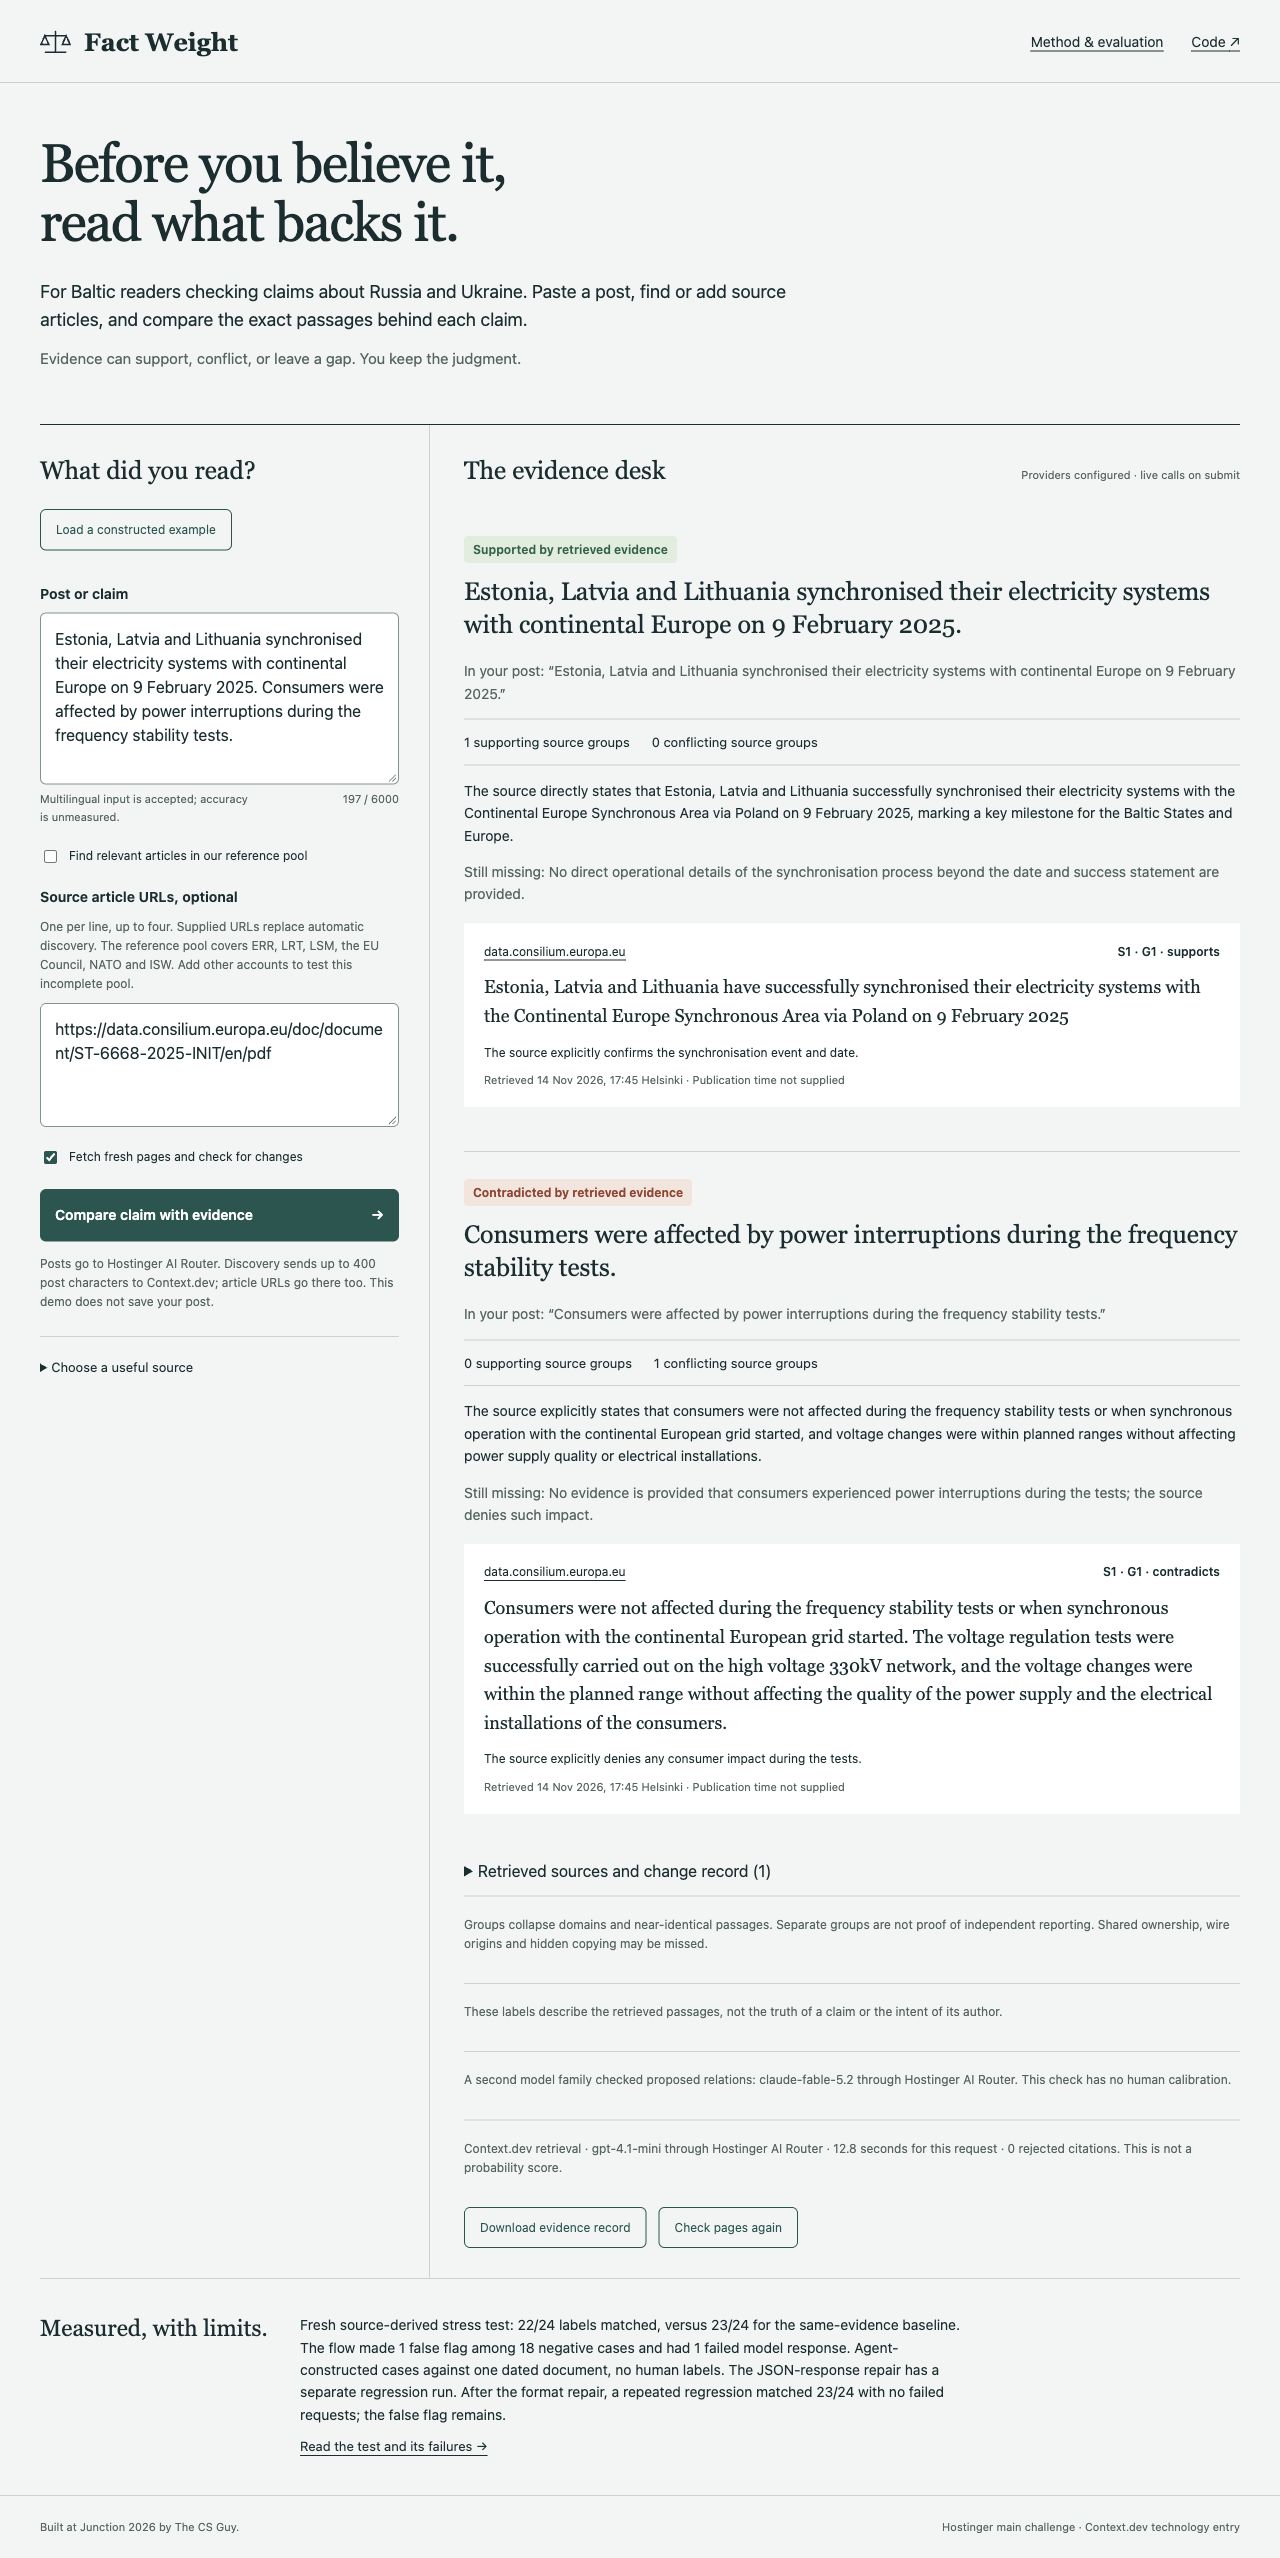 Fact Weight
Method & evaluation
Code ↗
Before you believe it,
read what backs it.
For Baltic readers checking claims about Russia and Ukraine. Paste a post, find or add source
articles, and compare the exact passages behind each claim.
Evidence can support, conflict, or leave a gap. You keep the judgment.
What did you read?
Load a constructed example
Post or claim
Estonia, Latvia and Lithuania synchronised
their electricity systems with continental
Europe on 9 February 2025. Consumers were
affected by power interruptions during the
frequency stability tests.
Multilingual input is accepted; accuracy
is unmeasured.
197 / 6000
Find relevant articles in our reference pool
Source article URLs, optional
One per line, up to four. Supplied URLs replace automatic
discovery. The reference pool covers ERR, LRT, LSM, the EU
Council, NATO and ISW. Add other accounts to test this
incomplete pool.
https://data.consilium.europa.eu/doc/docume
nt/ST-6668-2025-INIT/en/pdf
Fetch fresh pages and check for changes
Compare claim with evidence →
Posts go to Hostinger AI Router. Discovery sends up to 400
post characters to Context.dev; article URLs go there too. This
demo does not save your post.
Choose a useful source
The evidence desk
Providers configured · live calls on submit
Supported by retrieved evidence
Estonia, Latvia and Lithuania synchronised their electricity systems
with continental Europe on 9 February 2025.
In your post: “Estonia, Latvia and Lithuania synchronised their electricity systems with continental Europe on 9 February
2025.”
1 supporting source groups
0 conflicting source groups
The source directly states that Estonia, Latvia and Lithuania successfully synchronised their electricity systems with the
Continental Europe Synchronous Area via Poland on 9 February 2025, marking a key milestone for the Baltic States and
Europe.
Still missing: No direct operational details of the synchronisation process beyond the date and success statement are
provided.
data.consilium.europa.eu
S1 · G1 · supports
Estonia, Latvia and Lithuania have successfully synchronised their electricity systems with
the Continental Europe Synchronous Area via Poland on 9 February 2025
The source explicitly confirms the synchronisation event and date.
Retrieved 14 Nov 2026, 17:45 Helsinki · Publication time not supplied
Contradicted by retrieved evidence
Consumers were affected by power interruptions during the frequency
stability tests.
In your post: “Consumers were affected by power interruptions during the frequency stability tests.”
0 supporting source groups
1 conflicting source groups
The source explicitly states that consumers were not affected during the frequency stability tests or when synchronous
operation with the continental European grid started, and voltage changes were within planned ranges without affecting
power supply quality or electrical installations.
Still missing: No evidence is provided that consumers experienced power interruptions during the tests; the source
denies such impact.
data.consilium.europa.eu
S1 · G1 · contradicts
Consumers were not affected during the frequency stability tests or when synchronous
operation with the continental European grid started. The voltage regulation tests were
successfully carried out on the high voltage 330kV network, and the voltage changes were
within the planned range without affecting the quality of the power supply and the electrical
installations of the consumers.
The source explicitly denies any consumer impact during the tests.
Retrieved 14 Nov 2026, 17:45 Helsinki · Publication time not supplied
Retrieved sources and change record (1)
Groups collapse domains and near-identical passages. Separate groups are not proof of independent reporting. Shared ownership, wire
origins and hidden copying may be missed.
These labels describe the retrieved passages, not the truth of a claim or the intent of its author.
A second model family checked proposed relations: claude-fable-5.2 through Hostinger AI Router. This check has no human calibration.
Context.dev retrieval · gpt-4.1-mini through Hostinger AI Router · 12.8 seconds for this request · 0 rejected citations. This is not a
probability score.
Download evidence record
Check pages again
Measured, with limits.
Fresh source-derived stress test: 22/24 labels matched, versus 23/24 for the same-evidence baseline.
The flow made 1 false flag among 18 negative cases and had 1 failed model response. Agent-
constructed cases against one dated document, no human labels. The JSON-response repair has a
separate regression run. After the format repair, a repeated regression matched 23/24 with no failed
requests; the false flag remains.
Read the test and its failures →
Built at Junction 2026 by The CS Guy.
Hostinger main challenge · Context.dev technology entry